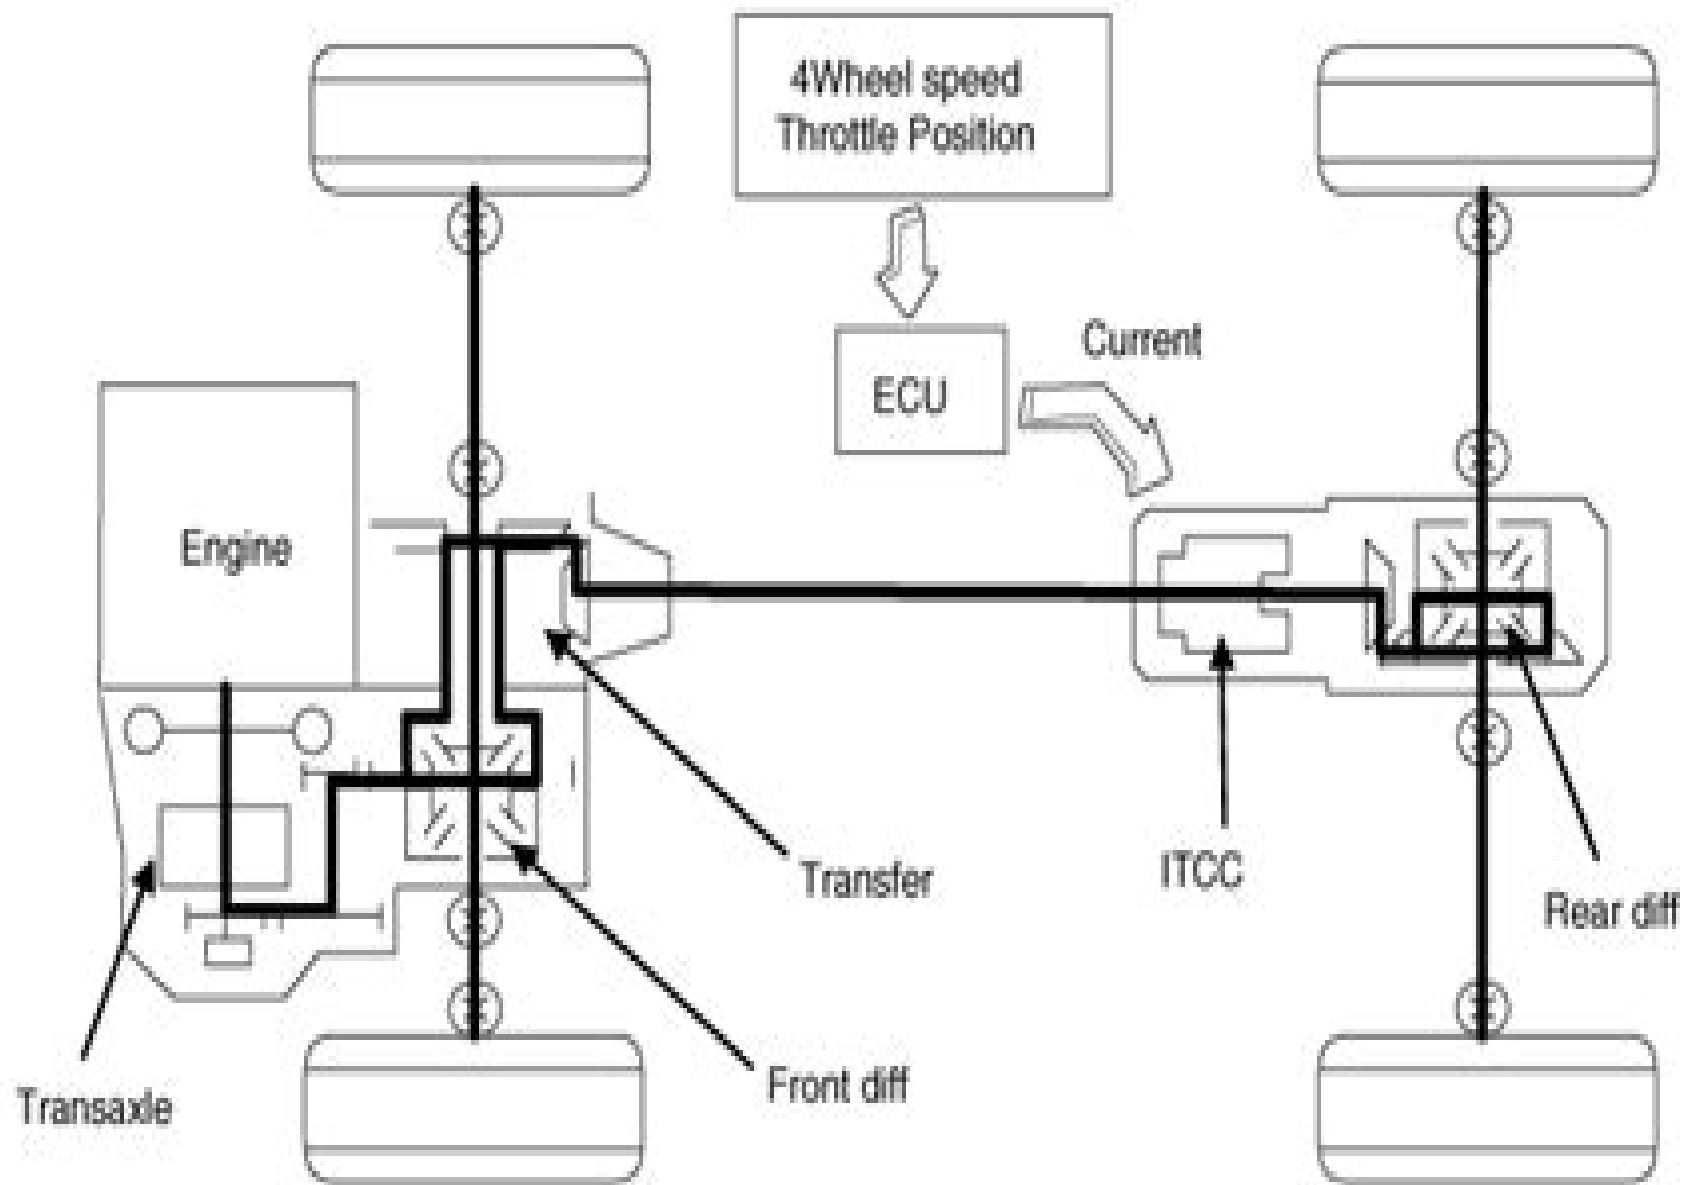 4Wheel speed
Throttle Position
Current
ECU
Engine
Transfer
ITCC
Rear diff
Front diff
Transaxle